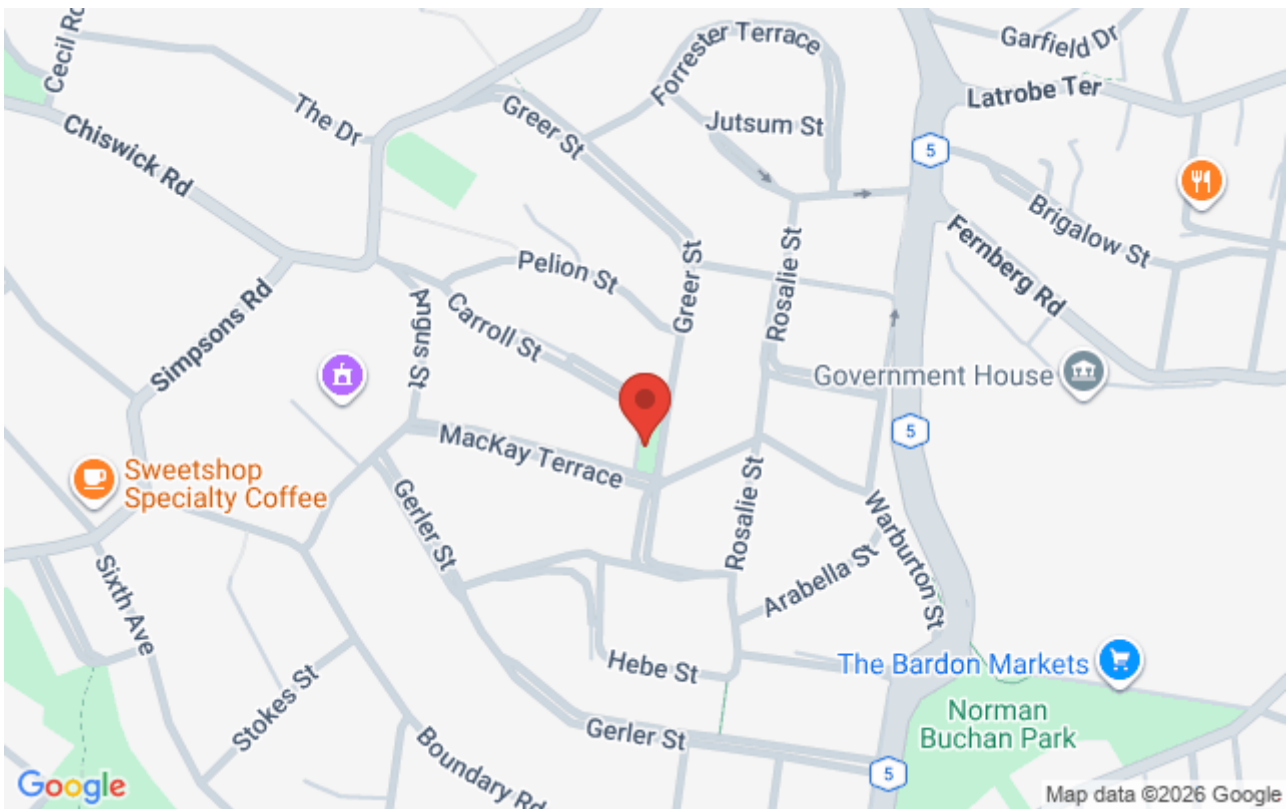 Cecil Ro
The Dr
Chiswick Rd
Forrester Terrace
Greer St
Jutsum St
Garfield Dr
Latrobe Ter
5
Brigalow St
Fernberg Rd
Pelion St
Greer St
Rosalie St
Simpsons Rd
Angus St
Carroll St
Government House
5
MacKay Terrace
Sweetshop
Specialty Coffee
Gerler St
Rosalie St
Warburton St
Arabella St
Sixth Ave
Hebe St
The Bardon Markets
Stokes St
Norman
Buchan Park
Gerler St
Boundary Rd
5
Google
Map data ©2026 Google